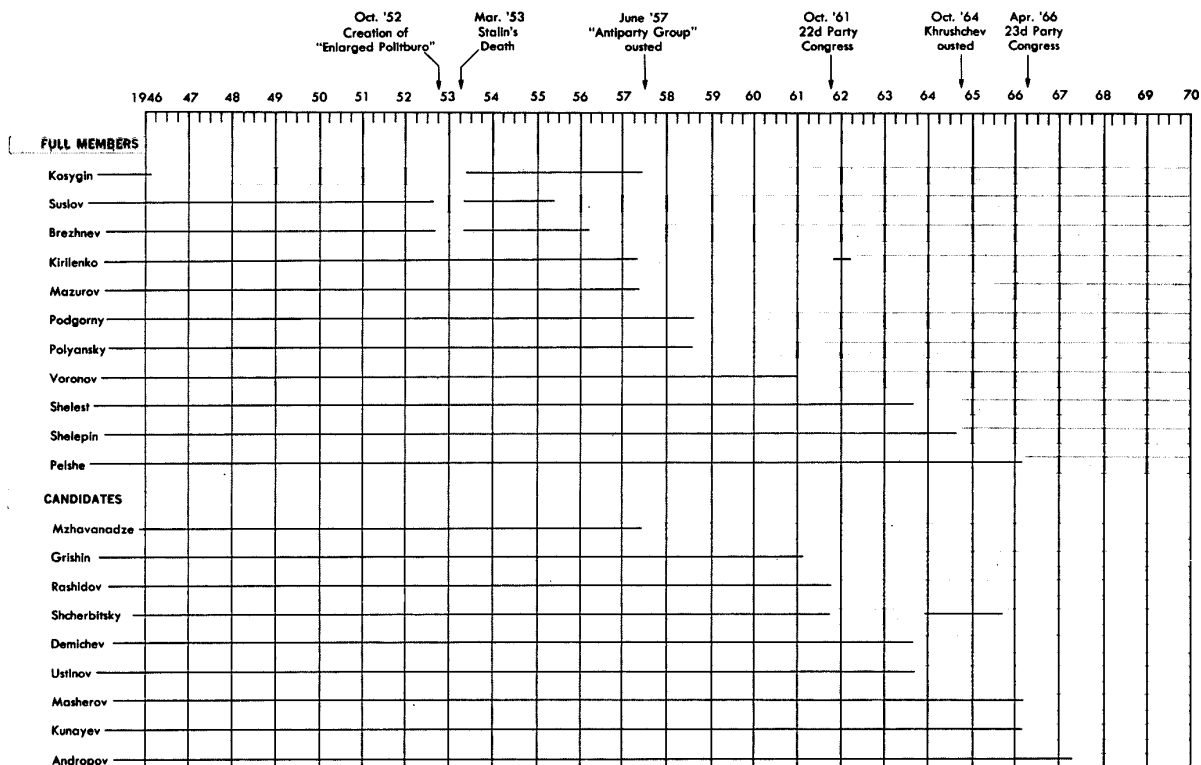 Oct. '52
Creation of
"Enlarged Politburo"
Mar. '53
Stalin's
Death
June '57
"Antiparty Group"
ousted
Oct. '61
22d Party
Congress
Oct. '64
Khrushchev
ousted
Apr. '66
23d Party
Congress
1946 47 48 49 50 51 52 53 54 55 56 57 58 59 60 61 62 63 64 65 66 67 68 69 70
FULL MEMBERS
Kosygin
Suslov
Brezhnev
Kirilenko
Mazurov
Podgorny
Polyansky
Voronov
Shelest
Shelepin
Pelshe
CANDIDATES
Mzhavanadze
Grishin
Rashidov
Shcherbitsky
Demichev
Ustinov
Masherov
Kunayev
Andropov